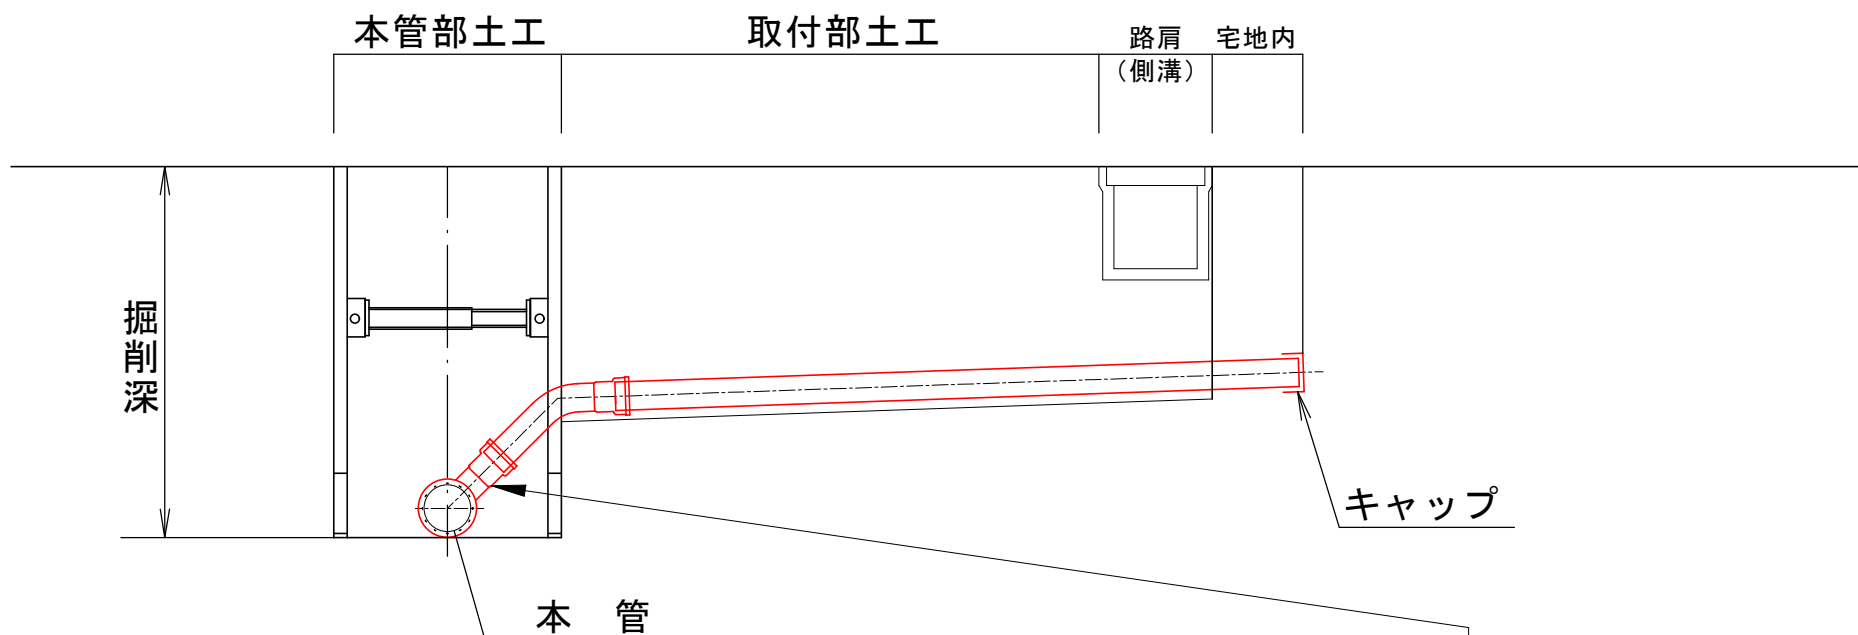 本管部土工
取付部土工
路肩
（側溝）
宅地内
掘削深
キャップ
本　管